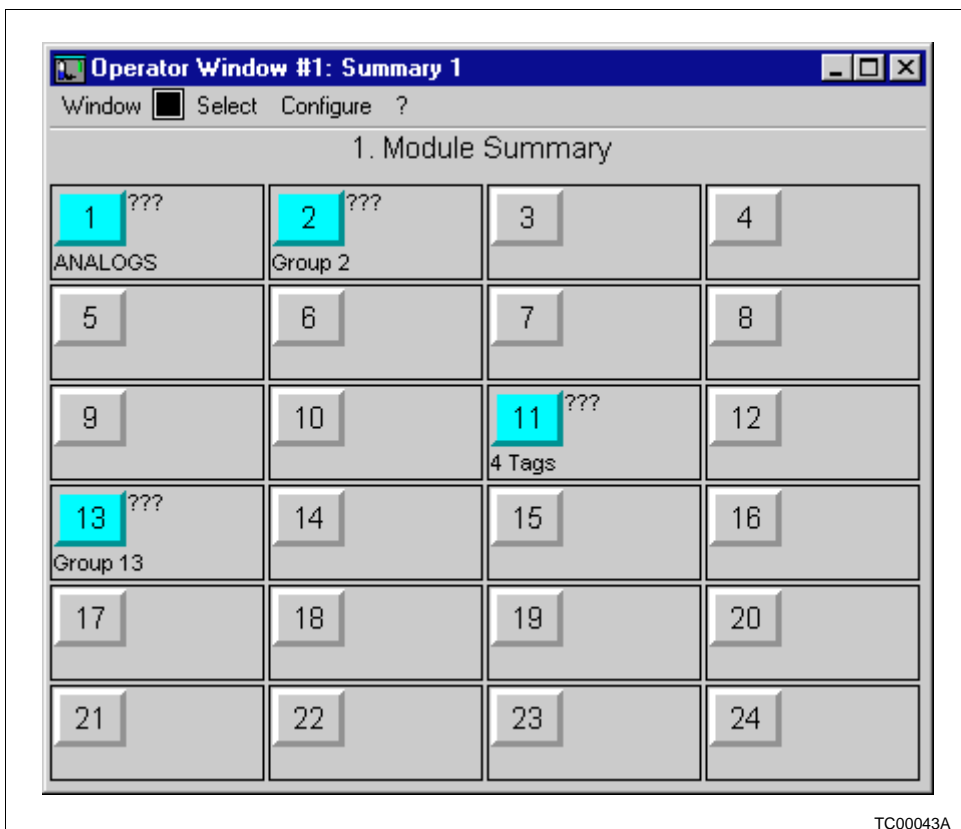 Operator Window #1: Summary 1
Window Select Configure ?
1. Module Summary
1 ??? 2 ??? 3 4
ANALOGS Group 2
5 6 7 8
9 10 11 ??? 12
4 Tags
13 ??? 14 15 16
Group 13
17 18 19 20
21 22 23 24
TC00043A